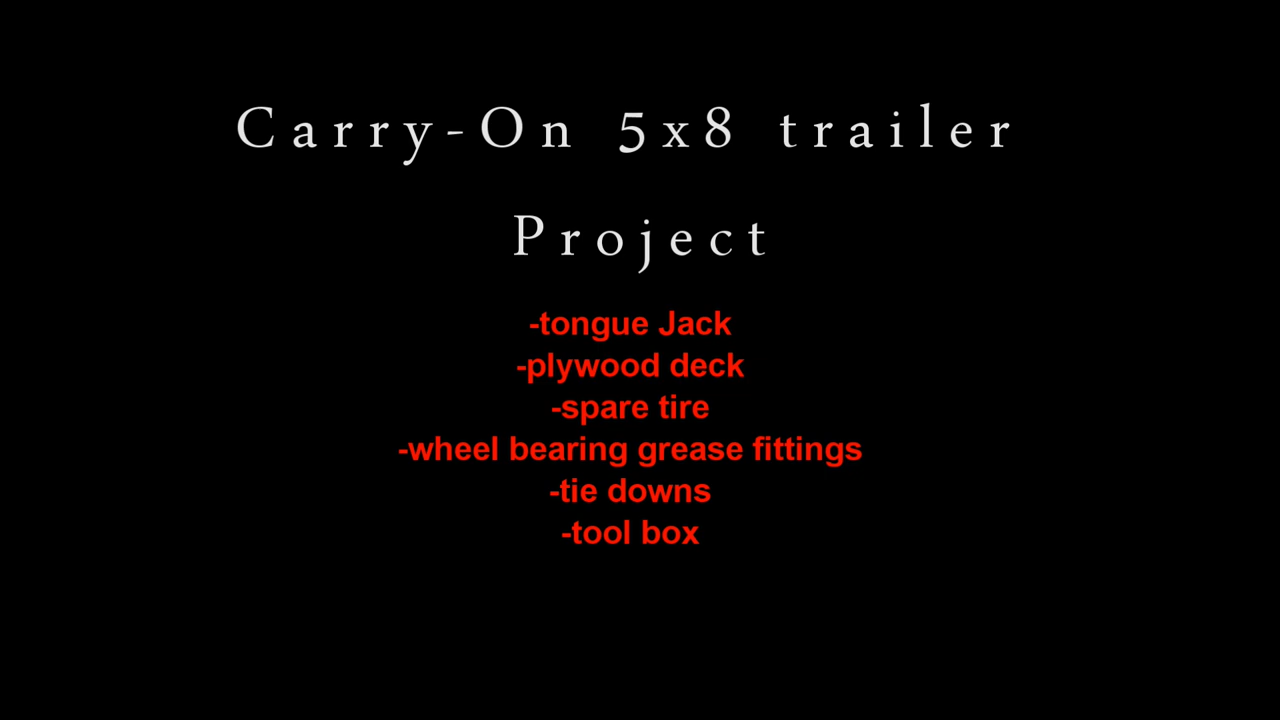 Carry-On 5x8 trailer
Project
-tongue Jack
-plywood deck
-spare tire
-wheel bearing grease fittings
-tie downs
-tool box